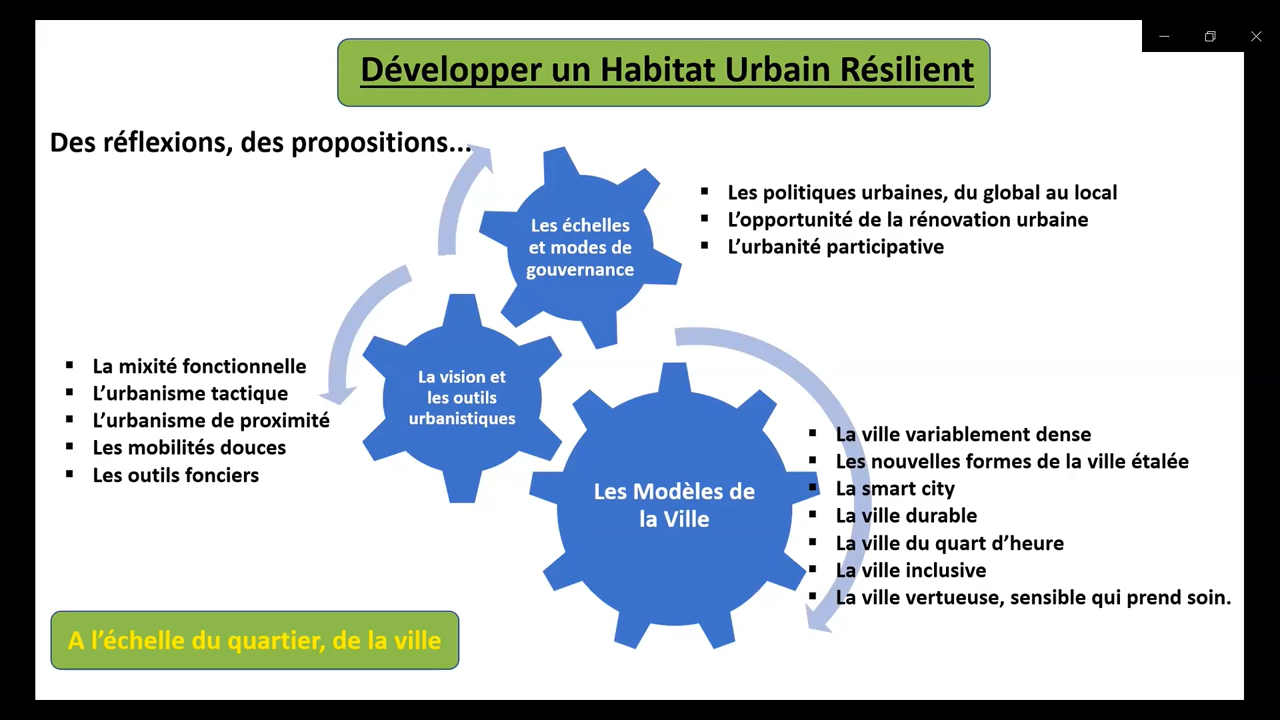 Développer un Habitat Urbain Résilient
Des réflexions, des propositions...
Les échelles
et modes de
gouvernance
Les politiques urbaines, du global au local
L’opportunité de la rénovation urbaine
L’urbanité participative
La vision et
les outils
urbanistiques
La mixité fonctionnelle
L’urbanisme tactique
L’urbanisme de proximité
Les mobilités douces
Les outils fonciers
Les Modèles de
la Ville
La ville variablement dense
Les nouvelles formes de la ville étalée
La smart city
La ville durable
La ville du quart d’heure
La ville inclusive
La ville vertueuse, sensible qui prend soin.
A l’échelle du quartier, de la ville